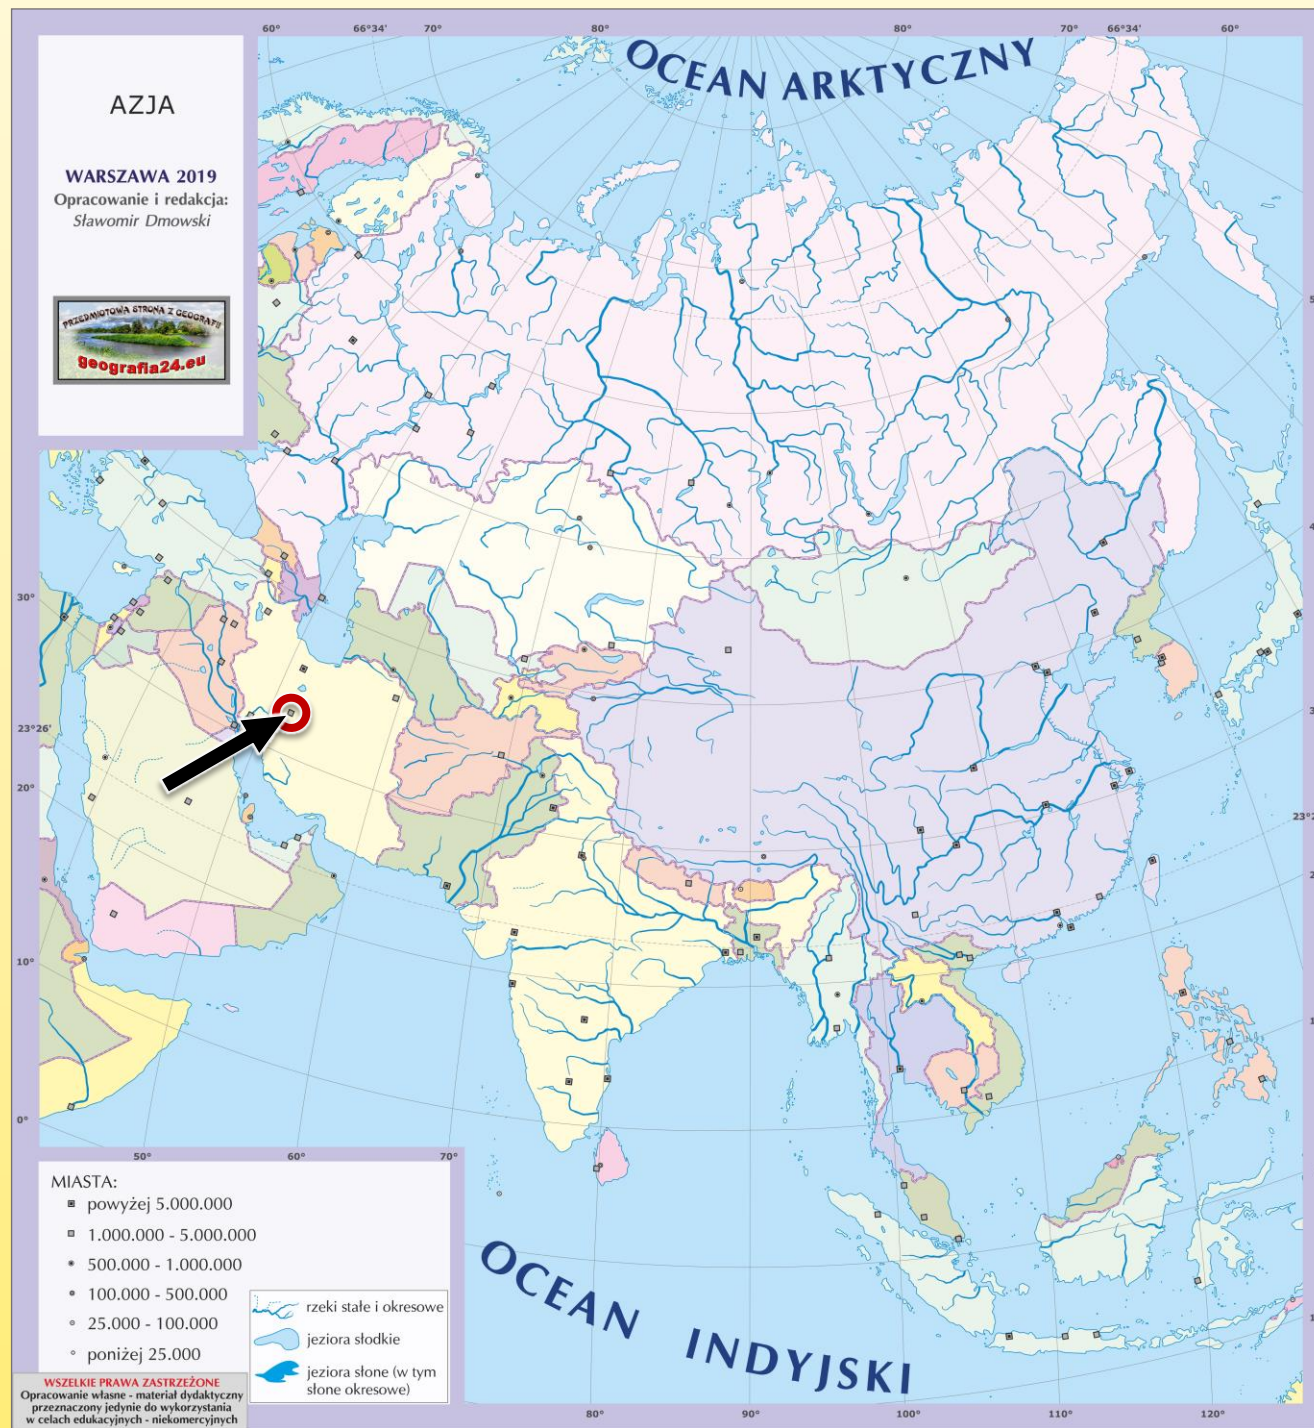 60°
66°34'
70°
80°
80°
70°
66°34'
60°
OCEAN ARKTYCZNY
AZJA
WARSZAWA 2019
Opracowanie i redakcja:
Sławomir Dmowski
PRZEDMIOTOWA STRONA Z GEOGRAFII
geografia24.eu
30°
23°26'
20°
10°
0°
50°
60°
70°
MIASTA:
powyżej 5.000.000
1.000.000 - 5.000.000
500.000 - 1.000.000
100.000 - 500.000
25.000 - 100.000
poniżej 25.000
rzeki stałe i okresowe
jeziora słodkie
jeziora słone (w tym
słone okresowe)
OCEAN INDYJSKI
WSZELKIE PRAWA ZASTRZEŻONE
Opracowanie własne - materiał dydaktyczny
przeznaczony jedynie do wykorzystania
w celach edukacyjnych - niekomercyjnych
80°
90°
100°
110°
120°